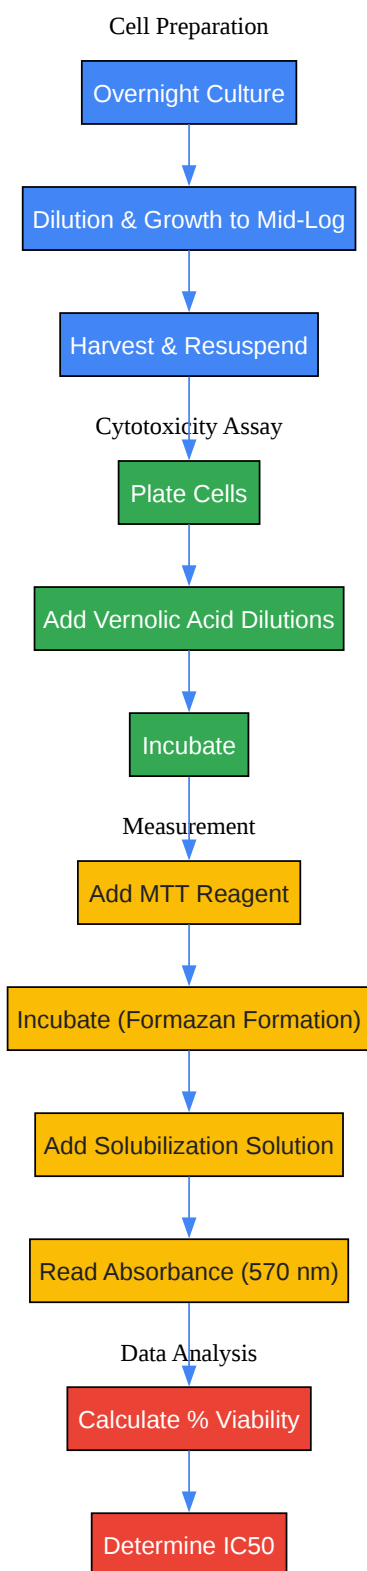 Cell Preparation
Overnight Culture
Dilution & Growth to Mid-Log
Harvest & Resuspend
Cytotoxicity Assay
Plate Cells
Add Vernolic Acid Dilutions
Incubate
Measurement
Add MTT Reagent
Incubate (Formazan Formation)
Add Solubilization Solution
Read Absorbance (570 nm)
Data Analysis
Calculate % Viability
Determine IC50